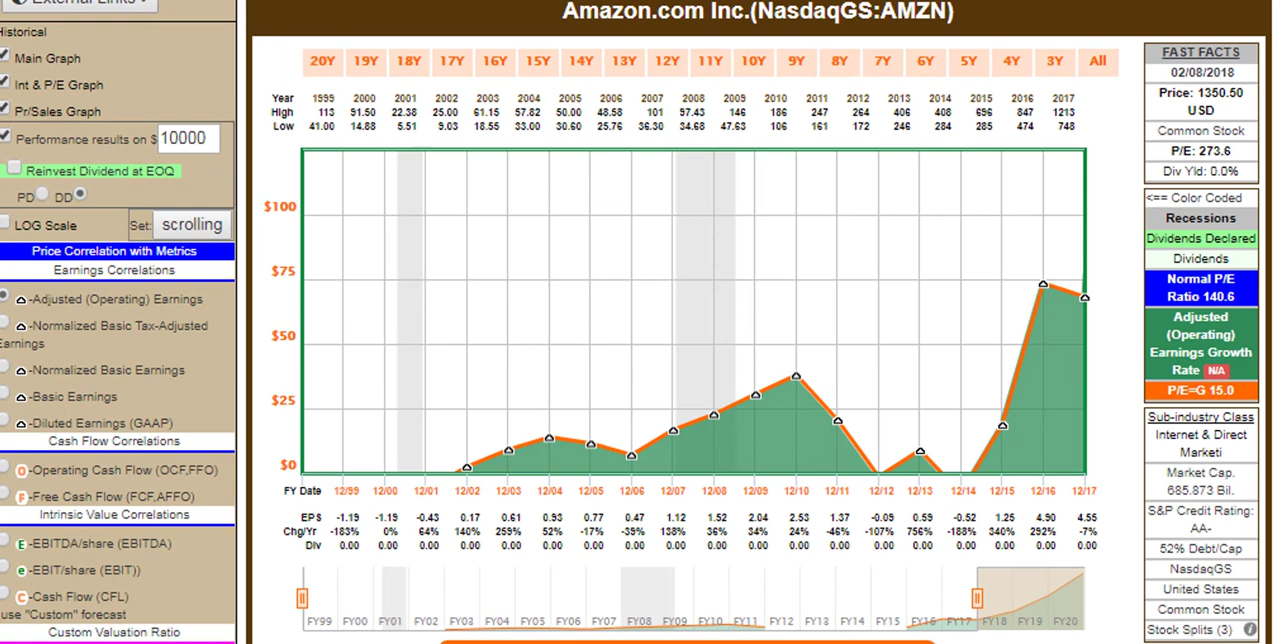 External Links
Amazon.com Inc.(NasdaqGS:AMZN)
Historical
Main Graph
Int & P/E Graph
Pr/Sales Graph
Performance results on $ 10000
Reinvest Dividend at EOQ
PD DD
LOG Scale Set: scrolling
Price Correlation with Metrics
Earnings Correlations
-Adjusted (Operating) Earnings
-Normalized Basic Tax-Adjusted
Earnings
-Normalized Basic Earnings
-Basic Earnings
-Diluted Earnings (GAAP)
Cash Flow Correlations
O-Operating Cash Flow (OCF,FFO)
F-Free Cash Flow (FCF,AFFO)
Intrinsic Value Correlations
E-EBITDA/share (EBITDA)
e-EBIT/share (EBIT))
C-Cash Flow (CFL)
use "Custom" forecast
Custom Valuation Ratio
20Y 19Y 18Y 17Y 16Y 15Y 14Y 13Y 12Y 11Y 10Y 9Y 8Y 7Y 6Y 5Y 4Y 3Y All
Year 1999 2000 2001 2002 2003 2004 2005 2006 2007 2008 2009 2010 2011 2012 2013 2014 2015 2016 2017
High 113 91.50 22.38 25.00 61.15 57.82 50.00 48.58 101 97.43 146 186 247 264 406 408 696 847 1213
Low 41.00 14.88 5.51 9.03 18.55 33.00 30.60 25.76 36.30 34.68 47.63 106 161 172 246 284 285 474 748
$100
$75
$50
$25
$0
FY Date 12/99 12/00 12/01 12/02 12/03 12/04 12/05 12/06 12/07 12/08 12/09 12/10 12/11 12/12 12/13 12/14 12/15 12/16 12/17
EPS -1.19 -1.19 -0.43 0.17 0.61 0.93 0.77 0.47 1.12 1.52 2.04 2.53 1.37 -0.09 0.59 -0.52 1.25 4.90 4.55
Chg/Yr -183% 0% 64% 140% 259% 52% -17% -39% 138% 36% 34% 24% -46% -107% 756% -188% 340% 292% -7%
Div 0.00 0.00 0.00 0.00 0.00 0.00 0.00 0.00 0.00 0.00 0.00 0.00 0.00 0.00 0.00 0.00 0.00 0.00 0.00
FY99 FY00 FY01 FY02 FY03 FY04 FY05 FY06 FY07 FY08 FY09 FY10 FY11 FY12 FY13 FY14 FY15 FY16 FY17 FY18 FY19 FY20
FAST FACTS
02/08/2018
Price: 1350.50
USD
Common Stock
P/E: 273.6
Div Yld: 0.0%
<== Color Coded
Recessions
Dividends Declared
Dividends
Normal P/E
Ratio 140.6
Adjusted
(Operating)
Earnings Growth
Rate N/A
P/E=G 15.0
Sub-industry Class
Internet & Direct
Marketi
Market Cap.
685.873 Bil.
S&P Credit Rating:
AA-
52% Debt/Cap
NasdaqGS
United States
Common Stock
Stock Splits (3) i